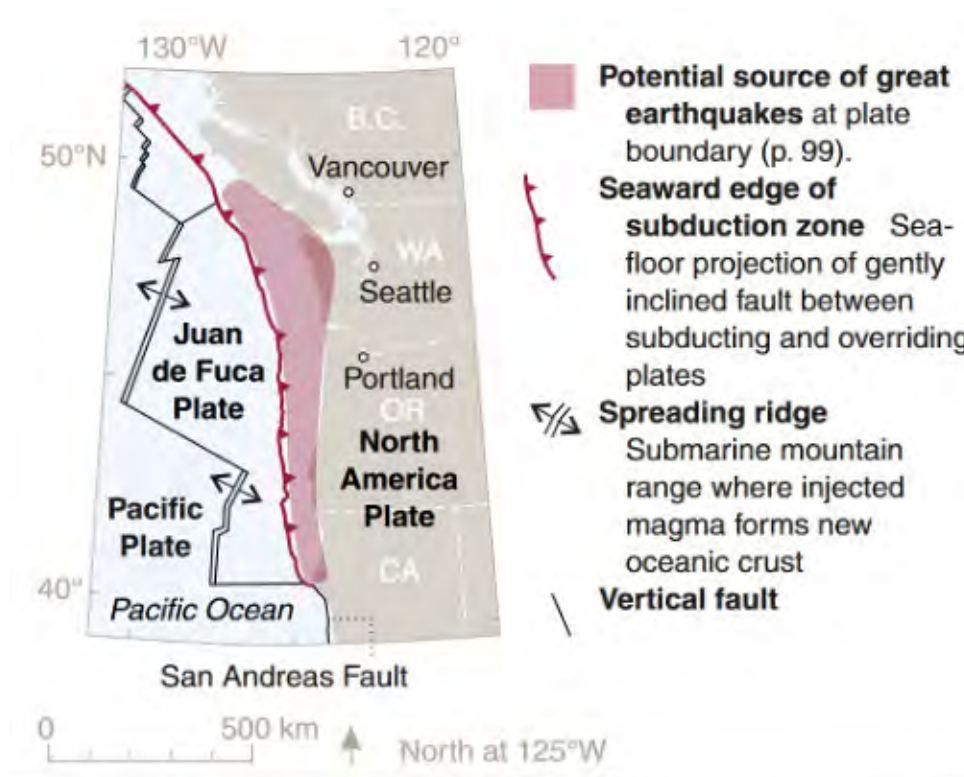 130°W
120°
50°N
40°
B.C.
Vancouver
WA
Seattle
Portland
OR
CA
Juan
de Fuca
Plate
North
America
Plate
Pacific
Plate
Pacific Ocean
San Andreas Fault
0
500 km
North at 125°W
Potential source of great
earthquakes at plate
boundary (p. 99).
Seaward edge of
subduction zone Sea-
floor projection of gently
inclined fault between
subducting and overriding
plates
Spreading ridge
Submarine mountain
range where injected
magma forms new
oceanic crust
Vertical fault